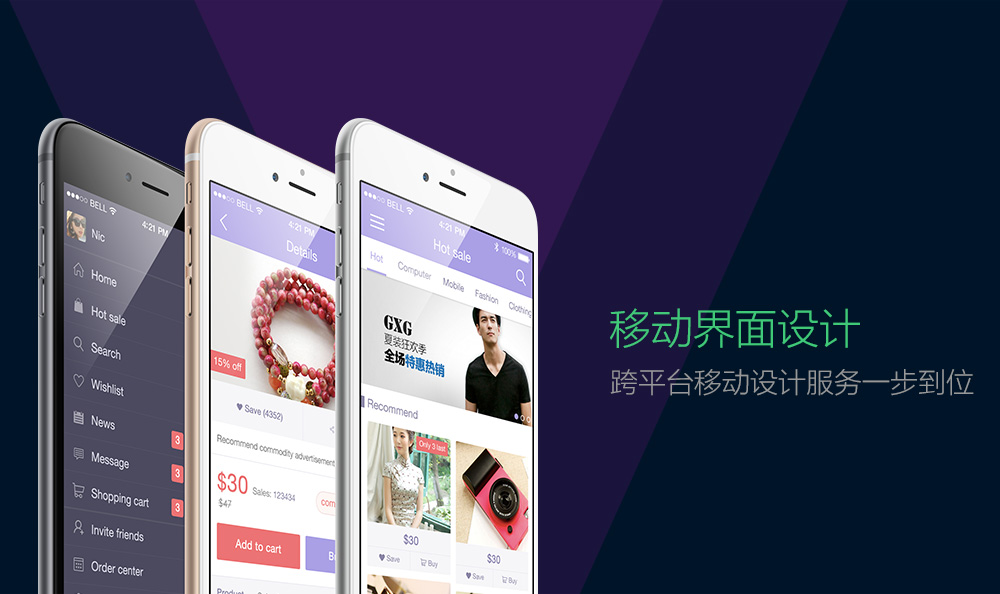 BELL
4:21 PM
Nic
Home
Hot sale
Search
Wishlist
News
3
Message
3
Shopping cart
3
Invite friends
Order center
BELL
4:21 PM
Details
15% off
Save (4352)
Recommend commodity advertisement
$30
Sales: 123434
$47
Add to cart
BELL
4:21 PM
100%
Hot sale
Hot
Computer
Mobile
Fashion
Clothing
GXG
夏装狂欢季
全场特惠热销
Recommend
Only 3 last
$30
Save
Buy
$30
Save
Buy
移动界面设计
跨平台移动设计服务一步到位